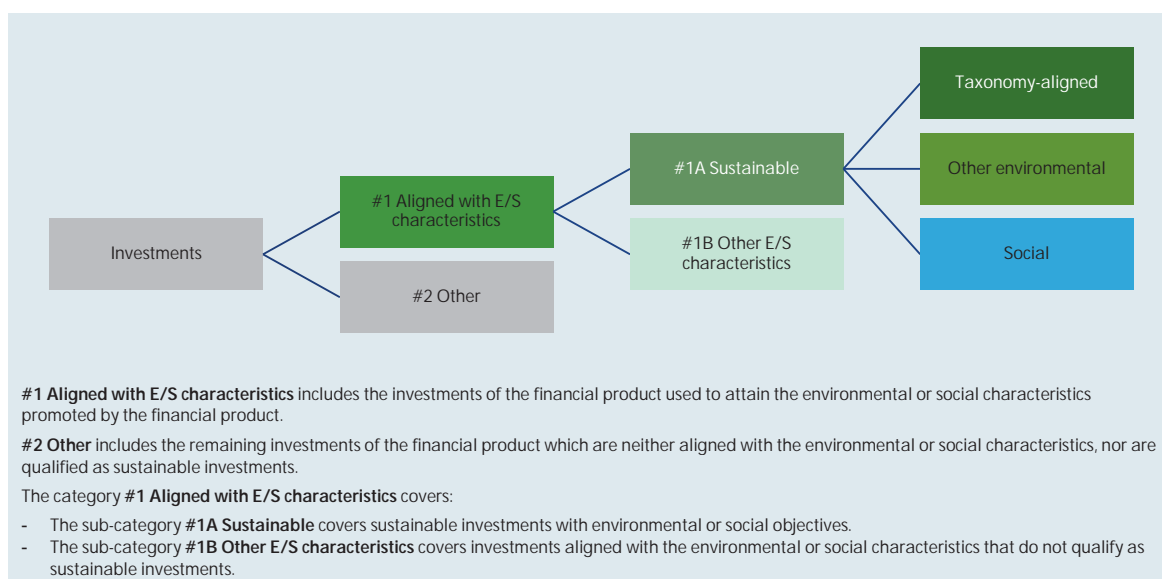 Taxonomy-aligned
#1A Sustainable
Other environmental
#1 Aligned with E/S
characteristics
Investments
#1B Other E/S
characteristics
Social
#2 Other
#1 Aligned with E/S characteristics includes the investments of the financial product used to attain the environmental or social characteristics
promoted by the financial product.
#2 Other includes the remaining investments of the financial product which are neither aligned with the environmental or social characteristics, nor are
qualified as sustainable investments.
The category #1 Aligned with E/S characteristics covers:
- The sub-category #1A Sustainable covers sustainable investments with environmental or social objectives.
- The sub-category #1B Other E/S characteristics covers investments aligned with the environmental or social characteristics that do not qualify as
sustainable investments.